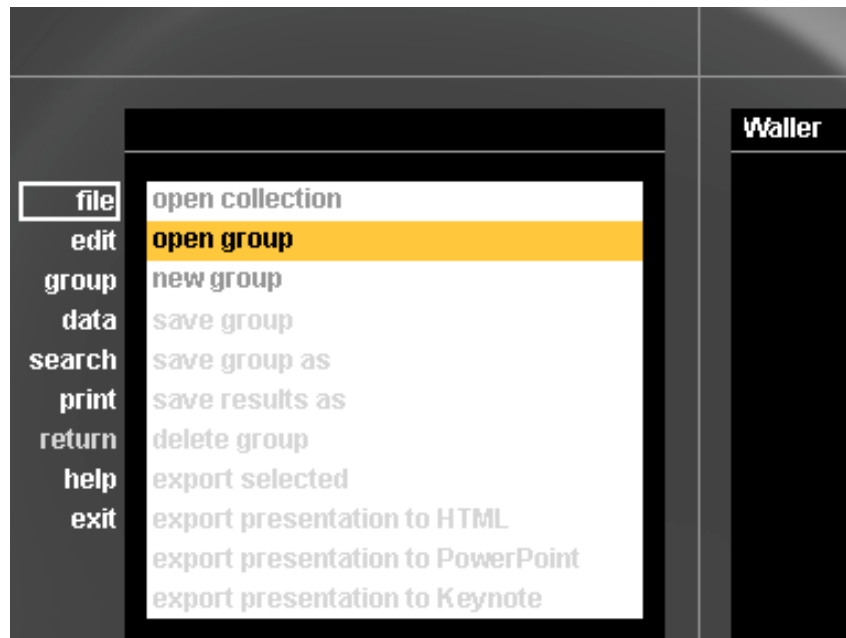 Waller
file
edit
group
data
search
print
return
help
exit
open collection
open group
new group
save group
save group as
save results as
delete group
export selected
export presentation to HTML
export presentation to PowerPoint
export presentation to Keynote